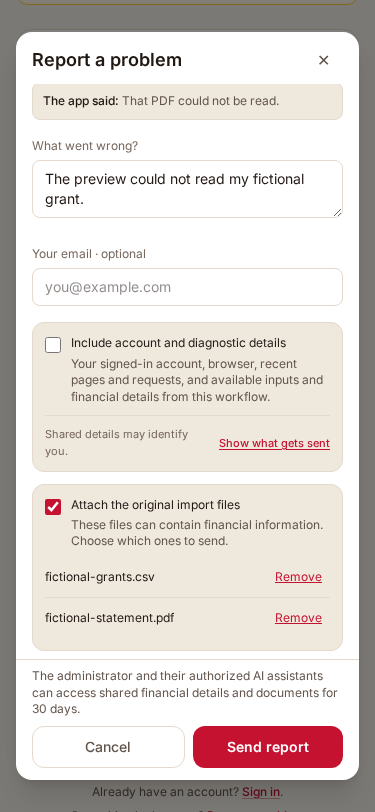 Report a problem
The app said: That PDF could not be read.
What went wrong?
The preview could not read my fictional
grant.
Your email · optional
you@example.com
Include account and diagnostic details
Your signed-in account, browser, recent
pages and requests, and available inputs and
financial details from this workflow.
Shared details may identify
you.
Show what gets sent
Attach the original import files
These files can contain financial information.
Choose which ones to send.
fictional-grants.csv
Remove
fictional-statement.pdf
Remove
The administrator and their authorized AI assistants
can access shared financial details and documents for
30 days.
Cancel
Send report
Already have an account? Sign in.